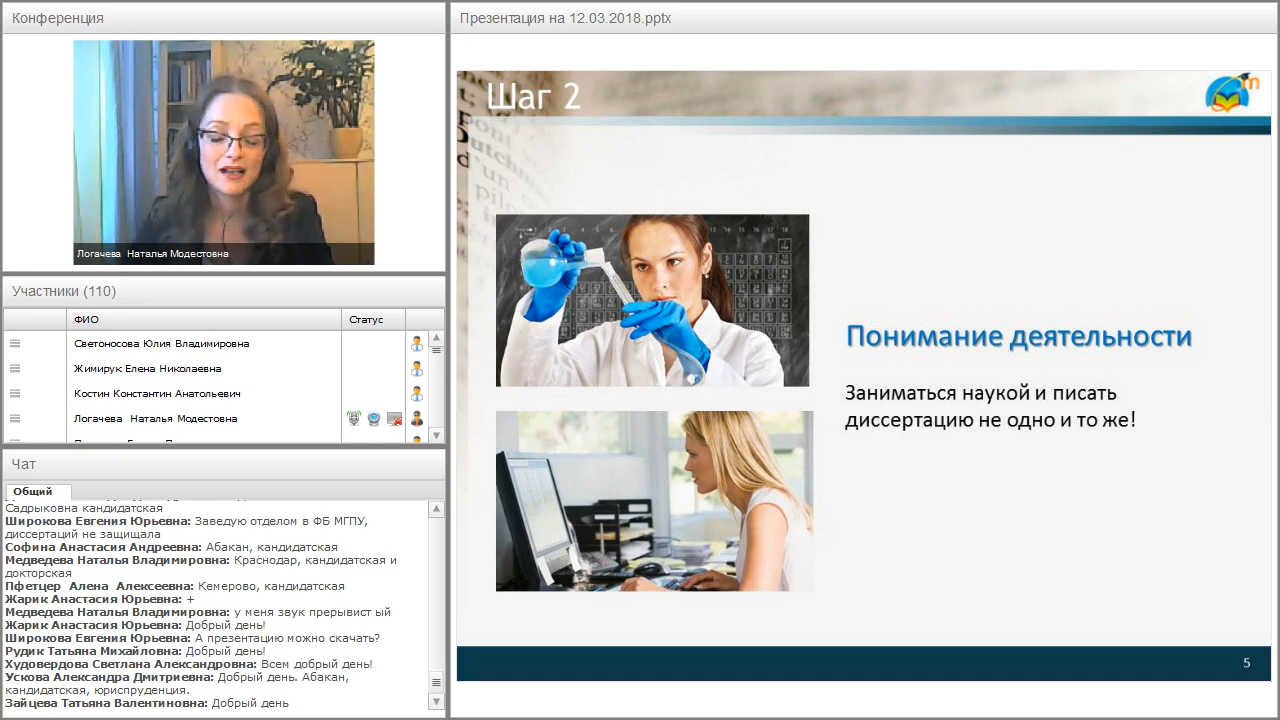 Конференция
Логачева Наталья Модестовна
Участники (110)
ФИО
Статус
Светоносова Юлия Владимировна
Жимирук Елена Николаевна
Костин Константин Анатольевич
Логачева Наталья Модестовна
Чат
Общий
Садрыковна кандидатская
Широкова Евгения Юрьевна: Заведую отделом в ФБ МГПУ,
диссертаций не защищала
Софина Анастасия Андреевна: Абакан, кандидатская
Медведева Наталья Владимировна: Краснодар, кандидатская и
докторская
Пфетцер Алена Алексеевна: Кемерово, кандидатская
Жарик Анастасия Юрьевна: +
Медведева Наталья Владимировна: у меня звук прерывист ый
Жарик Анастасия Юрьевна: Добрый день!
Широкова Евгения Юрьевна: А презентацию можно скачать?
Рудик Татьяна Михайловна: Добрый день!
Худовердова Светлана Александровна: Всем добрый день!
Ускова Александра Дмитриевна: Добрый день. Абакан,
кандидатская, юриспруденция.
Зайцева Татьяна Валентиновна: Добрый день
Презентация на 12.03.2018.pptx
Шаг 2
Понимание деятельности
Заниматься наукой и писать
диссертацию не одно и то же!
5